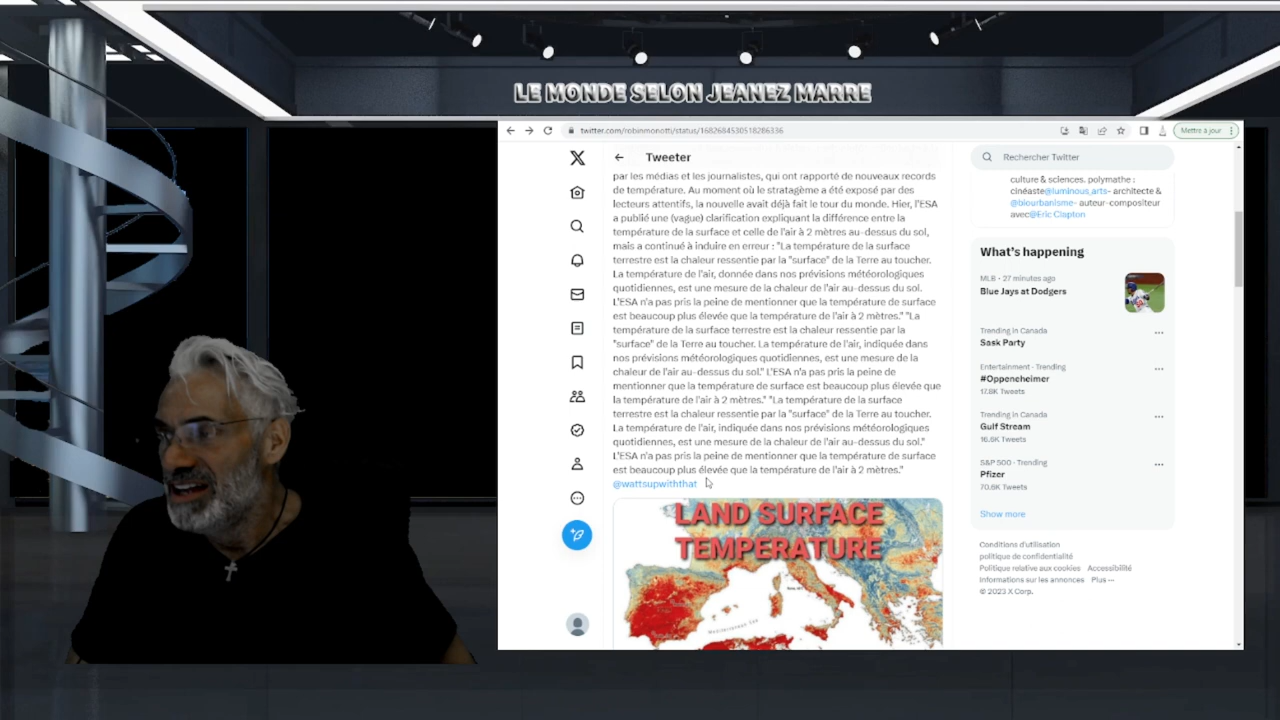 LE MONDE SELON JEANEZ MARRE
twitter.com/robinmonotti/status/1682684530518286336
Mettre à jour
Tweeter
par les médias et les journalistes, qui ont rapporté de nouveaux records
de température. Au moment où le stratagème a été exposé par des
lecteurs attentifs, la nouvelle avait déjà fait le tour du monde. Hier, l'ESA
a publié une (vague) clarification expliquant la différence entre la
température de la surface et celle de l'air à 2 mètres au-dessus du sol,
mais a continué à induire en erreur : "La température de la surface
terrestre est la chaleur ressentie par la "surface" de la Terre au toucher.
La température de l'air, donnée dans nos prévisions météorologiques
quotidiennes, est une mesure de la chaleur de l'air au-dessus du sol.
L'ESA n'a pas pris la peine de mentionner que la température de surface
est beaucoup plus élevée que la température de l'air à 2 mètres." "La
température de la surface terrestre est la chaleur ressentie par la
"surface" de la Terre au toucher. La température de l'air, indiquée dans
nos prévisions météorologiques quotidiennes, est une mesure de la
chaleur de l'air au-dessus du sol." L'ESA n'a pas pris la peine de
mentionner que la température de surface est beaucoup plus élevée que
la température de l'air à 2 mètres." "La température de la surface
terrestre est la chaleur ressentie par la "surface" de la Terre au toucher.
La température de l'air, indiquée dans nos prévisions météorologiques
quotidiennes, est une mesure de la chaleur de l'air au-dessus du sol."
L'ESA n'a pas pris la peine de mentionner que la température de surface
est beaucoup plus élevée que la température de l'air à 2 mètres."
@wattsupwiththat
LAND SURFACE
TEMPERATURE
Mediterranean Sea
Rechercher Twitter
culture & sciences. polymathe :
cinéaste@luminous_arts- architecte &
@biourbanisme- auteur-compositeur
avec@Eric Clapton
What's happening
MLB · 27 minutes ago
Blue Jays at Dodgers
Trending in Canada
Sask Party
Entertainment · Trending
#Oppeneheimer
17.8K Tweets
Trending in Canada
Gulf Stream
16.6K Tweets
S&P 500 · Trending
Pfizer
70.6K Tweets
Show more
Conditions d'utilisation
politique de confidentialité
Politique relative aux cookies Accessibilité
Informations sur les annonces Plus ···
© 2023 X Corp.